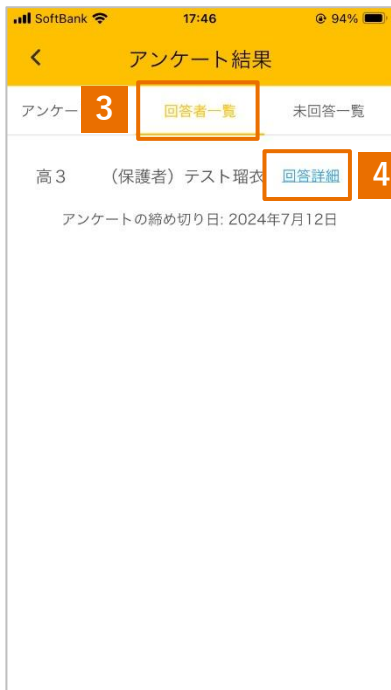 SoftBank 17:46 94%
アンケート結果
アンケー 3 回答者一覧 未回答一覧
高3 （保護者）テスト瑠衣 回答詳細 4
アンケートの締め切り日: 2024年7月12日